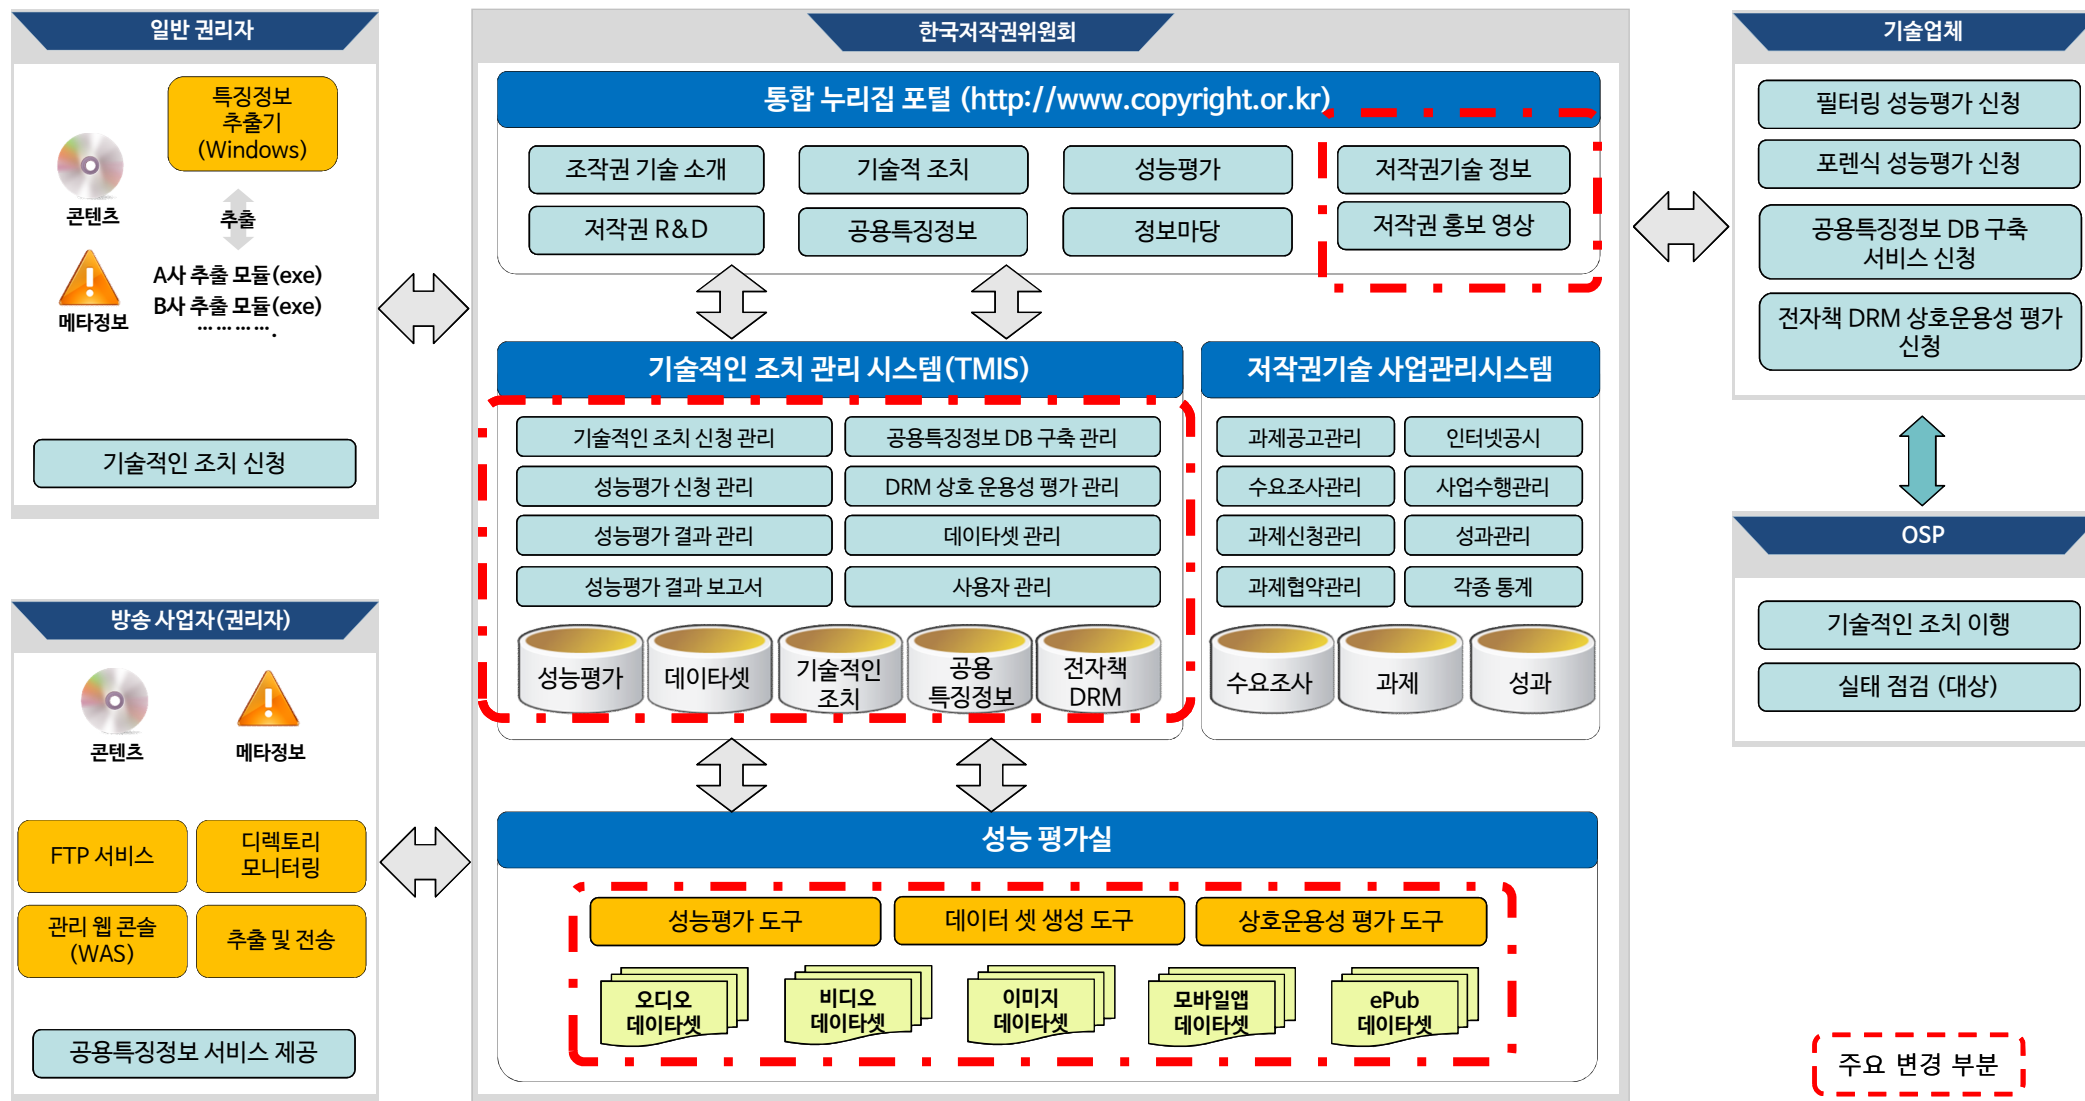 일반 권리자
특징정보
추출기
(Windows)
콘텐츠
추출
메타정보
A사 추출 모듈(exe)
B사 추출 모듈(exe)
………….
기술적인 조치 신청
방송 사업자(권리자)
콘텐츠
메타정보
FTP 서비스
디렉토리
모니터링
관리 웹 콘솔
(WAS)
추출 및 전송
공용특징정보 서비스 제공
한국저작권위원회
통합 누리집 포털 (http://www.copyright.or.kr)
조작권 기술 소개
기술적 조치
성능평가
저작권기술 정보
저작권 R&D
공용특징정보
정보마당
저작권 홍보 영상
기술적인 조치 관리 시스템(TMIS)
기술적인 조치 신청 관리
공용특징정보 DB 구축 관리
성능평가 신청 관리
DRM 상호 운용성 평가 관리
성능평가 결과 관리
데이타셋 관리
성능평가 결과 보고서
사용자 관리
성능평가
데이타셋
기술적인
조치
공용
특징정보
전자책
DRM
저작권기술 사업관리시스템
과제공고관리
인터넷공시
수요조사관리
사업수행관리
과제신청관리
성과관리
과제협약관리
각종 통계
수요조사
과제
성과
성능 평가실
성능평가 도구
데이터 셋 생성 도구
상호운용성 평가 도구
오디오
데이타셋
비디오
데이타셋
이미지
데이타셋
모바일앱
데이타셋
ePub
데이타셋
기술업체
필터링 성능평가 신청
포렌식 성능평가 신청
공용특징정보 DB 구축
서비스 신청
전자책 DRM 상호운용성 평가
신청
OSP
기술적인 조치 이행
실태 점검 (대상)
주요 변경 부분